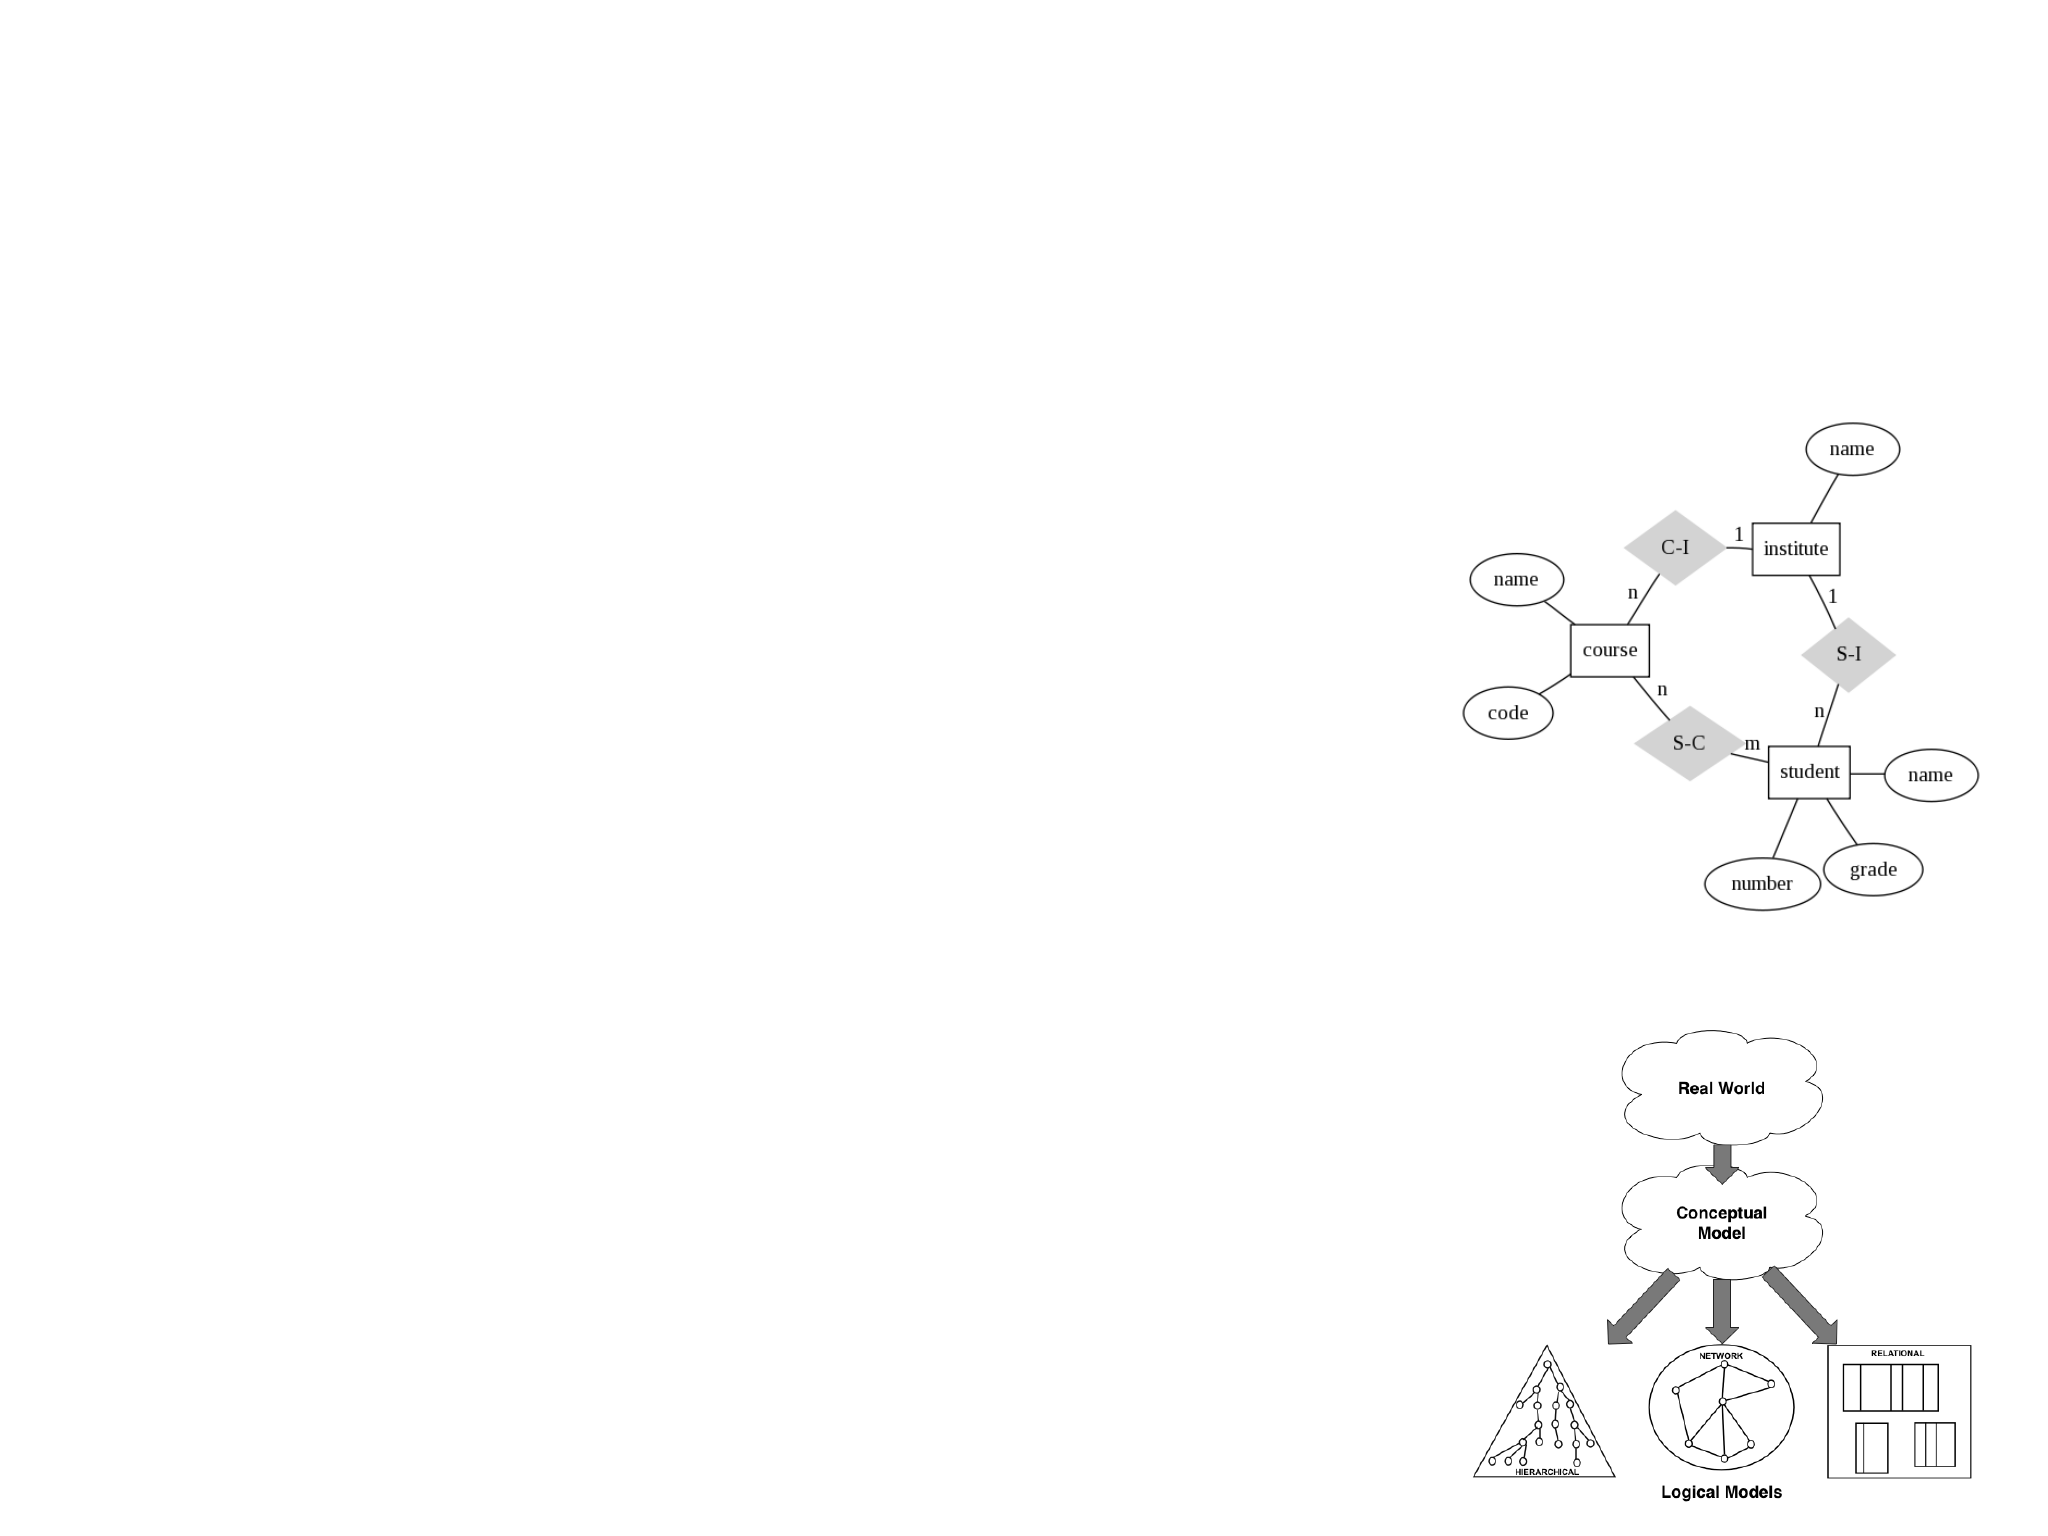 name
1
C-I
institute
name
n
1
course
S-I
n
code
n
S-C
m
student
name
number
grade
Real World
Conceptual
Model
NETWORK
RELATIONAL
HIERARCHICAL
Logical Models